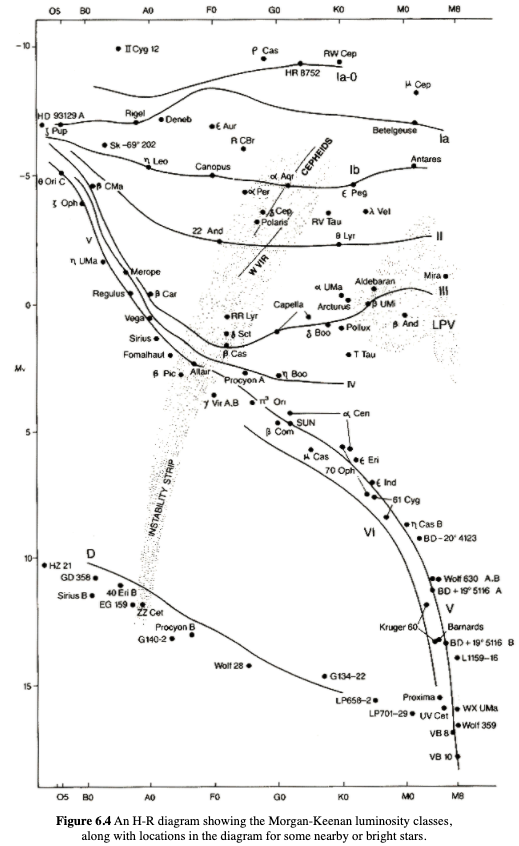 O5 B0 A0 F0 G0 K0 M0 M8
-10
II Cyg 12
ρ Cas
RW Cep
HR 8752
Ia-0
μ Cep
HD 93129 A
ζ Pup
Rigel
Deneb
ε Aur
Betelgeuse
Ia
Sk -69° 202
R CBr
CEPHEIDS
η Leo
Canopus
α Aqr
Ib
ε Peg
Antares
-5
θ Ori C
β CMa
α Per
ζ Oph
δ Cep
Polaris
RV Tau
λ Vel
V
22 And
θ Lyr
II
W VIR
η UMa
Merope
α UMa
Aldebaran
Mira
Regulus
β Car
Arcturus
β UMi
III
0
Capella
Vega
RR Lyr
δ Boo
Pollux
β And
LPV
Sirius
δ Sct
Fomalhaut
β Cas
T Tau
Mv
β Pic
Altair
Procyon A
η Boo
IV
γ Vir A,B
π³ Ori
α Cen
SUN
5
β Com
μ Cas
ε Eri
70 Oph
ε Ind
61 Cyg
INSTABILITY STRIP
VI
η Cas B
BD-20° 4123
D
10
HZ 21
GD 358
Wolf 630 A.B
Sirius B
40 Eri B
BD +19° 5116 A
EG 159
ZZ Cet
V
Kruger 60
Barnards
Procyon B
G140-2
BD +19° 5116 B
L1159-16
Wolf 28
G134-22
15
LP658-2
Proxima
LP701-29
UV Cet
WX UMa
Wolf 359
VB 8
VB 10
O5 B0 A0 F0 G0 K0 M0 M8
Figure 6.4 An H-R diagram showing the Morgan-Keenan luminosity classes,
along with locations in the diagram for some nearby or bright stars.